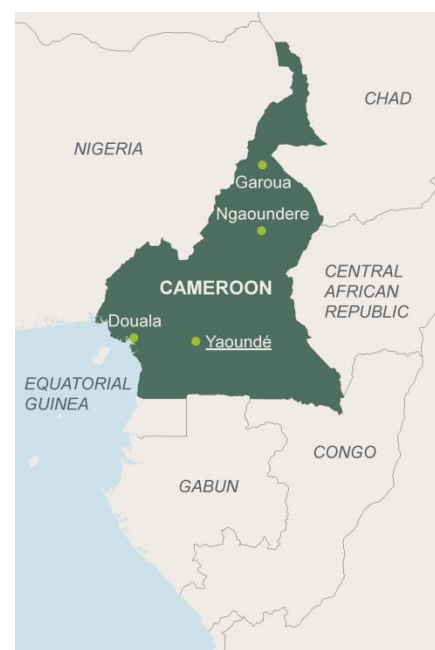 CHAD
NIGERIA
Garoua
Ngaoundere
CENTRAL
AFRICAN
REPUBLIC
CAMEROON
Douala
Yaoundé
EQUATORIAL
GUINEA
CONGO
GABUN